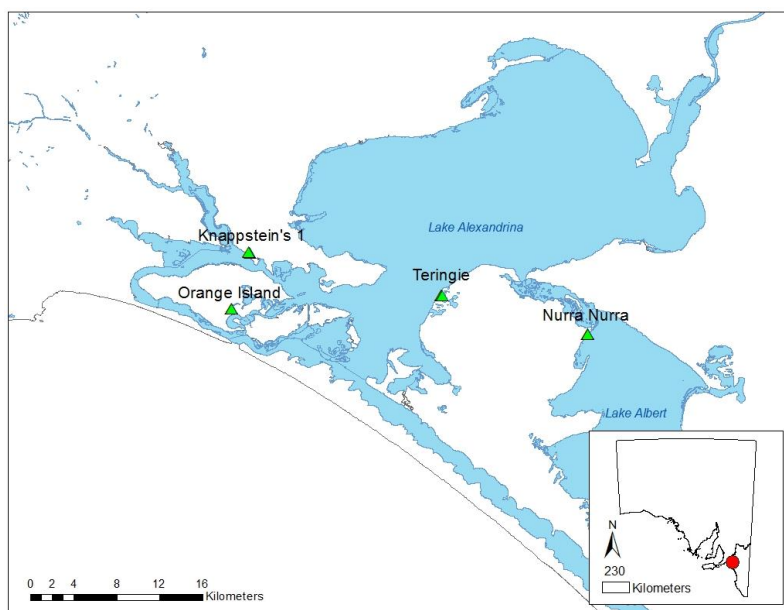 Lake Alexandrina
Knappstein's 1
Teringie
Orange Island
Nurra Nurra
Lake Albert
N
230
Kilometers
0 2 4 8 12 16
Kilometers